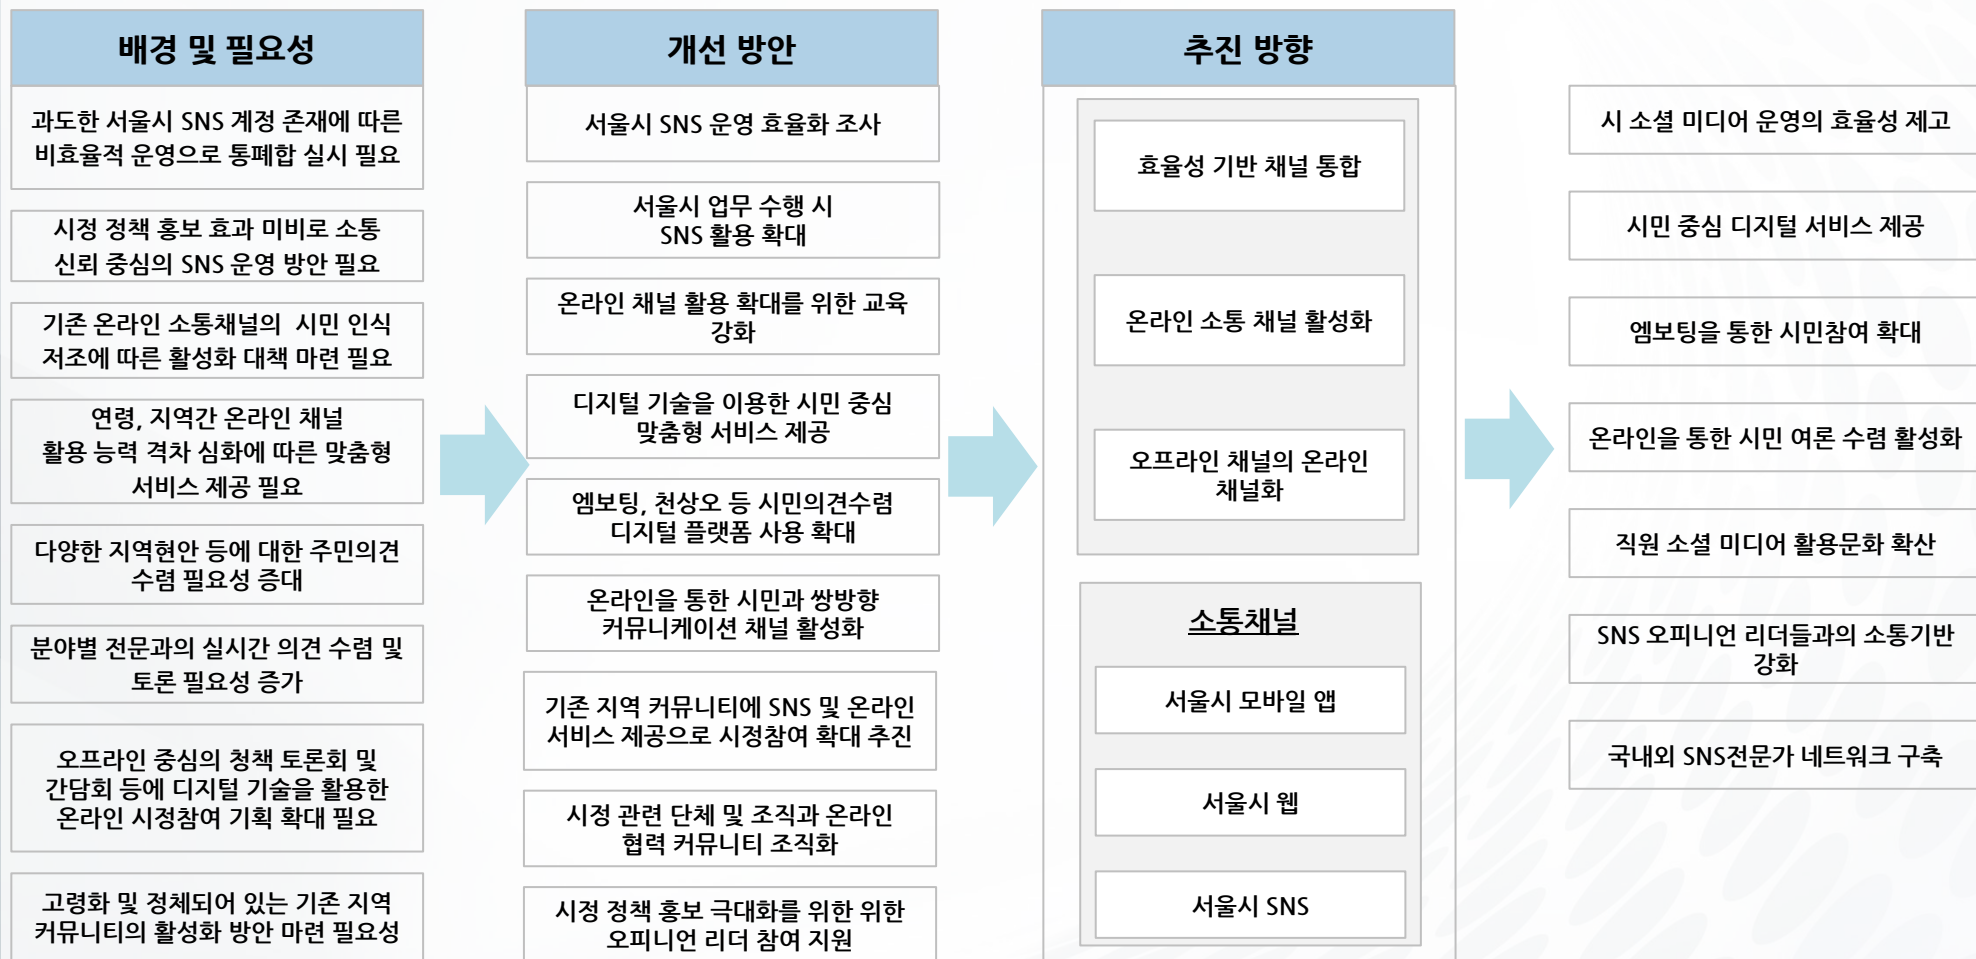 배경 및 필요성
과도한 서울시 SNS 계정 존재에 따른
비효율적 운영으로 통폐합 실시 필요
시정 정책 홍보 효과 미비로 소통
신뢰 중심의 SNS 운영 방안 필요
기존 온라인 소통채널의 시민 인식
저조에 따른 활성화 대책 마련 필요
연령, 지역간 온라인 채널
활용 능력 격차 심화에 따른 맞춤형
서비스 제공 필요
다양한 지역현안 등에 대한 주민의견
수렴 필요성 증대
분야별 전문과의 실시간 의견 수렴 및
토론 필요성 증가
오프라인 중심의 청책 토론회 및
간담회 등에 디지털 기술을 활용한
온라인 시정참여 기획 확대 필요
고령화 및 정체되어 있는 기존 지역
커뮤니티의 활성화 방안 마련 필요성
개선 방안
서울시 SNS 운영 효율화 조사
서울시 업무 수행 시
SNS 활용 확대
온라인 채널 활용 확대를 위한 교육
강화
디지털 기술을 이용한 시민 중심
맞춤형 서비스 제공
엠보팅, 천상오 등 시민의견수렴
디지털 플랫폼 사용 확대
온라인을 통한 시민과 쌍방향
커뮤니케이션 채널 활성화
기존 지역 커뮤니티에 SNS 및 온라인
서비스 제공으로 시정참여 확대 추진
시정 관련 단체 및 조직과 온라인
협력 커뮤니티 조직화
시정 정책 홍보 극대화를 위한 위한
오피니언 리더 참여 지원
추진 방향
효율성 기반 채널 통합
온라인 소통 채널 활성화
오프라인 채널의 온라인
채널화
소통채널
서울시 모바일 앱
서울시 웹
서울시 SNS
시 소셜 미디어 운영의 효율성 제고
시민 중심 디지털 서비스 제공
엠보팅을 통한 시민참여 확대
온라인을 통한 시민 여론 수렴 활성화
직원 소셜 미디어 활용문화 확산
SNS 오피니언 리더들과의 소통기반
강화
국내외 SNS전문가 네트워크 구축